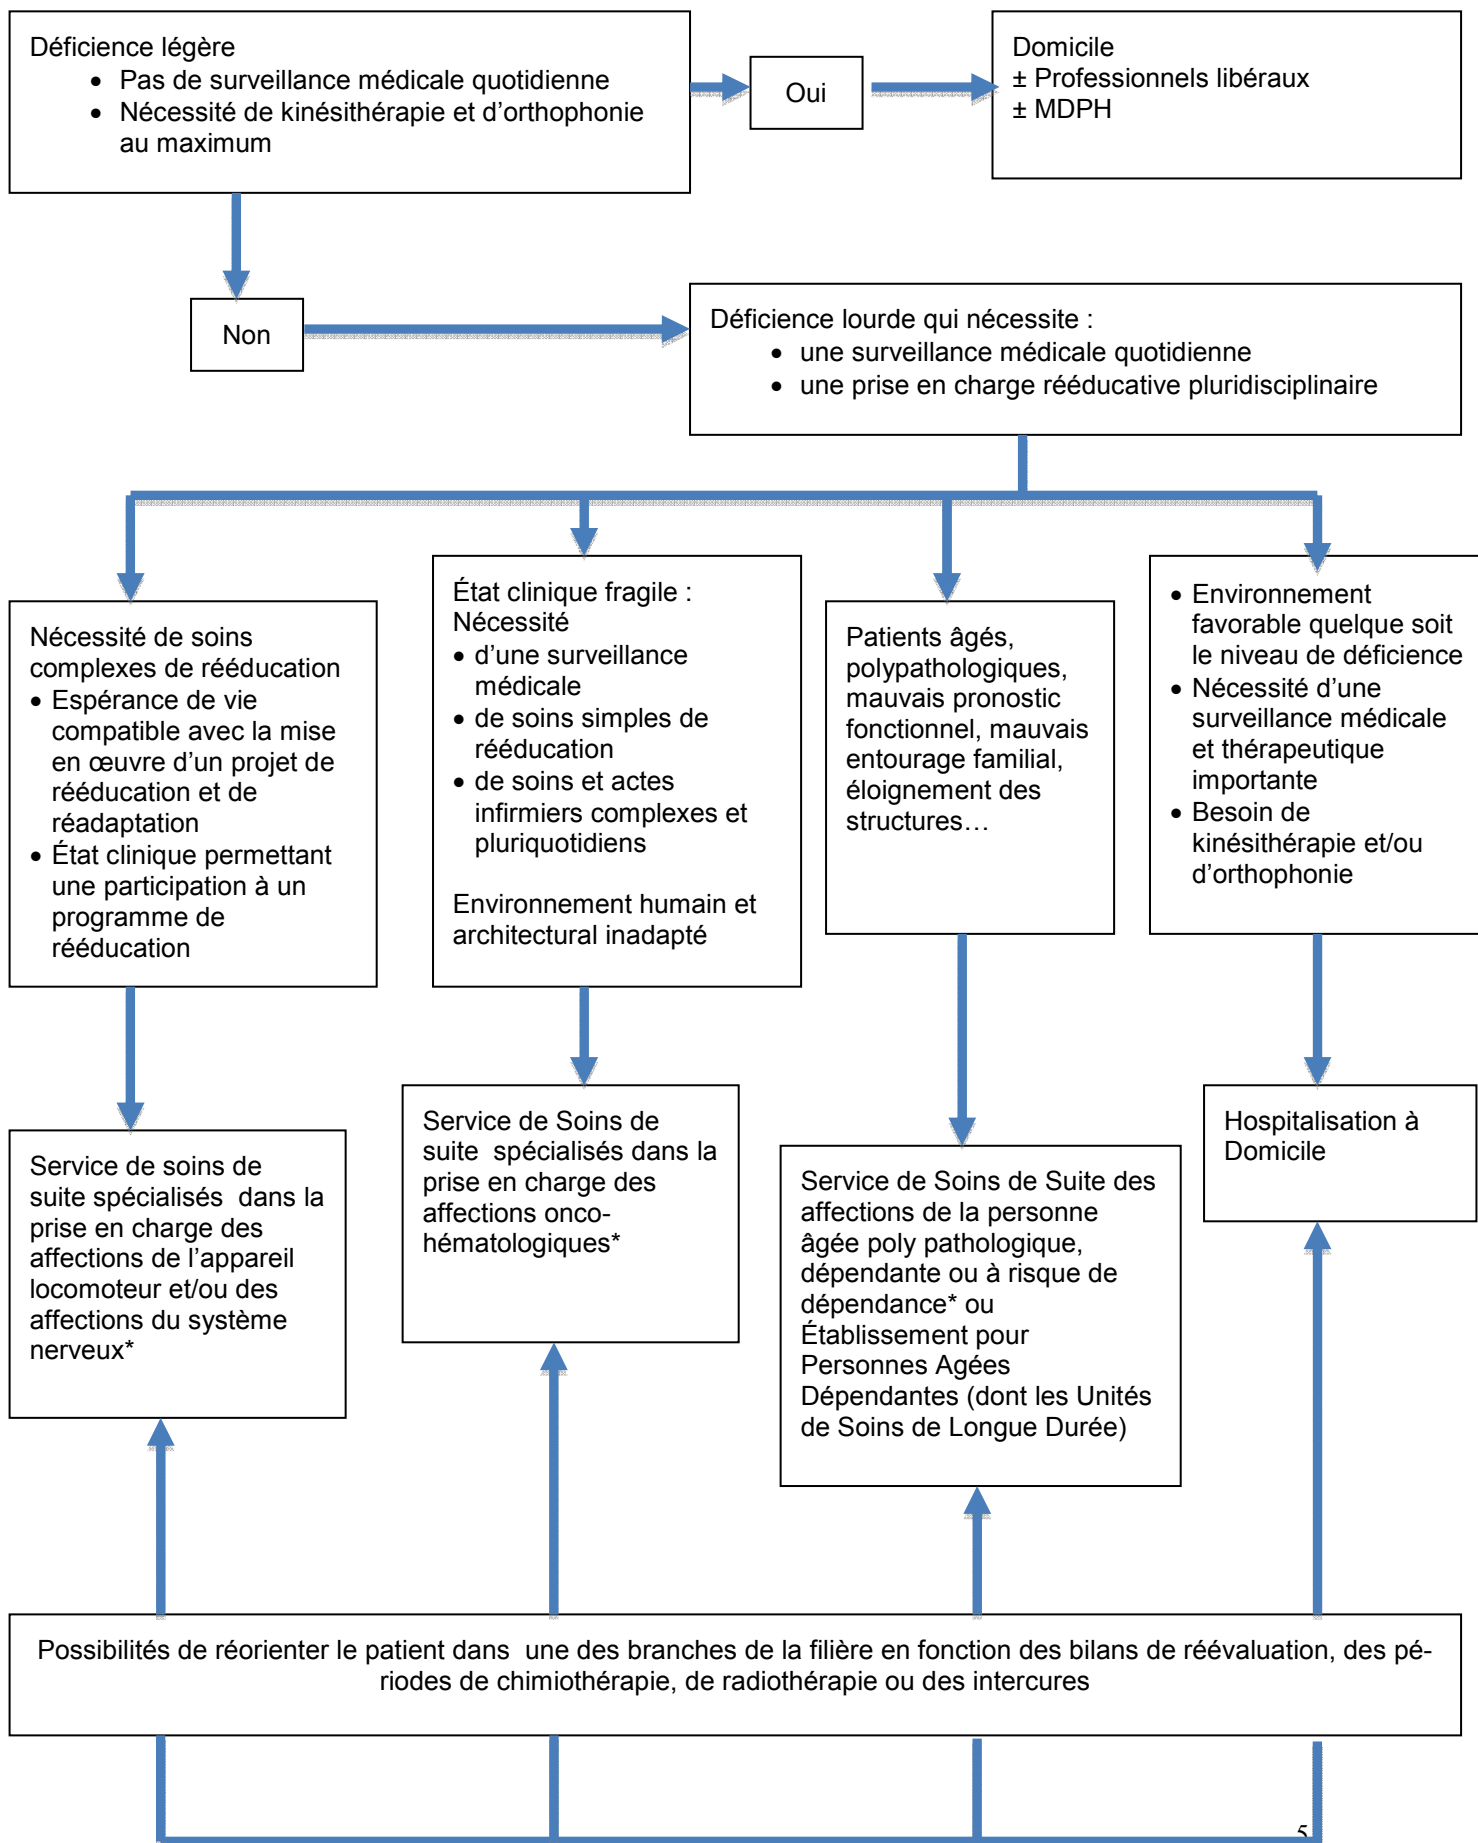 Déficience légère
• Pas de surveillance médicale quotidienne
• Nécessité de kinésithérapie et d’orthophonie
au maximum
Oui
Domicile
± Professionnels libéraux
± MDPH
Non
Déficience lourde qui nécessite :
• une surveillance médicale quotidienne
• une prise en charge rééducative pluridisciplinaire
Nécessité de soins
complexes de rééducation
• Espérance de vie
compatible avec la mise
en œuvre d’un projet de
rééducation et de
réadaptation
• État clinique permettant
une participation à un
programme de
rééducation
État clinique fragile :
Nécessité
• d’une surveillance
médicale
• de soins simples de
rééducation
• de soins et actes
infirmiers complexes et
pluriquotidiens
Environnement humain et
architectural inadapté
Patients âgés,
polypathologiques,
mauvais pronostic
fonctionnel, mauvais
entourage familial,
éloignement des
structures…
• Environnement
favorable quelque soit
le niveau de déficience
• Nécessité d’une
surveillance médicale
et thérapeutique
importante
• Besoin de
kinésithérapie et/ou
d’orthophonie
Service de soins de
suite spécialisés dans la
prise en charge des
affections de l’appareil
locomoteur et/ou des
affections du système
nerveux*
Service de Soins de
suite spécialisés dans la
prise en charge des
affections onco-
hématologiques*
Service de Soins de Suite des
affections de la personne
âgée poly pathologique,
dépendante ou à risque de
dépendance* ou
Établissement pour
Personnes Agées
Dépendantes (dont les Unités
de Soins de Longue Durée)
Hospitalisation à
Domicile
Possibilités de réorienter le patient dans une des branches de la filière en fonction des bilans de réévaluation, des pé-
riodes de chimiothérapie, de radiothérapie ou des intercures
5